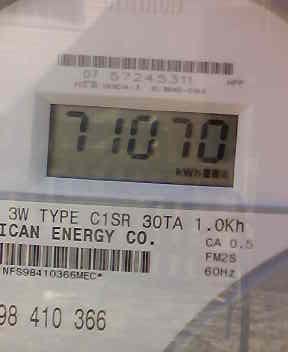 07 57245311
71070
kWh
3W TYPE C1SR 30TA 1.0Kh
ICAN ENERGY CO.
CA 0.5
FM2S
NFS98410366MEC*
60Hz
98 410 366